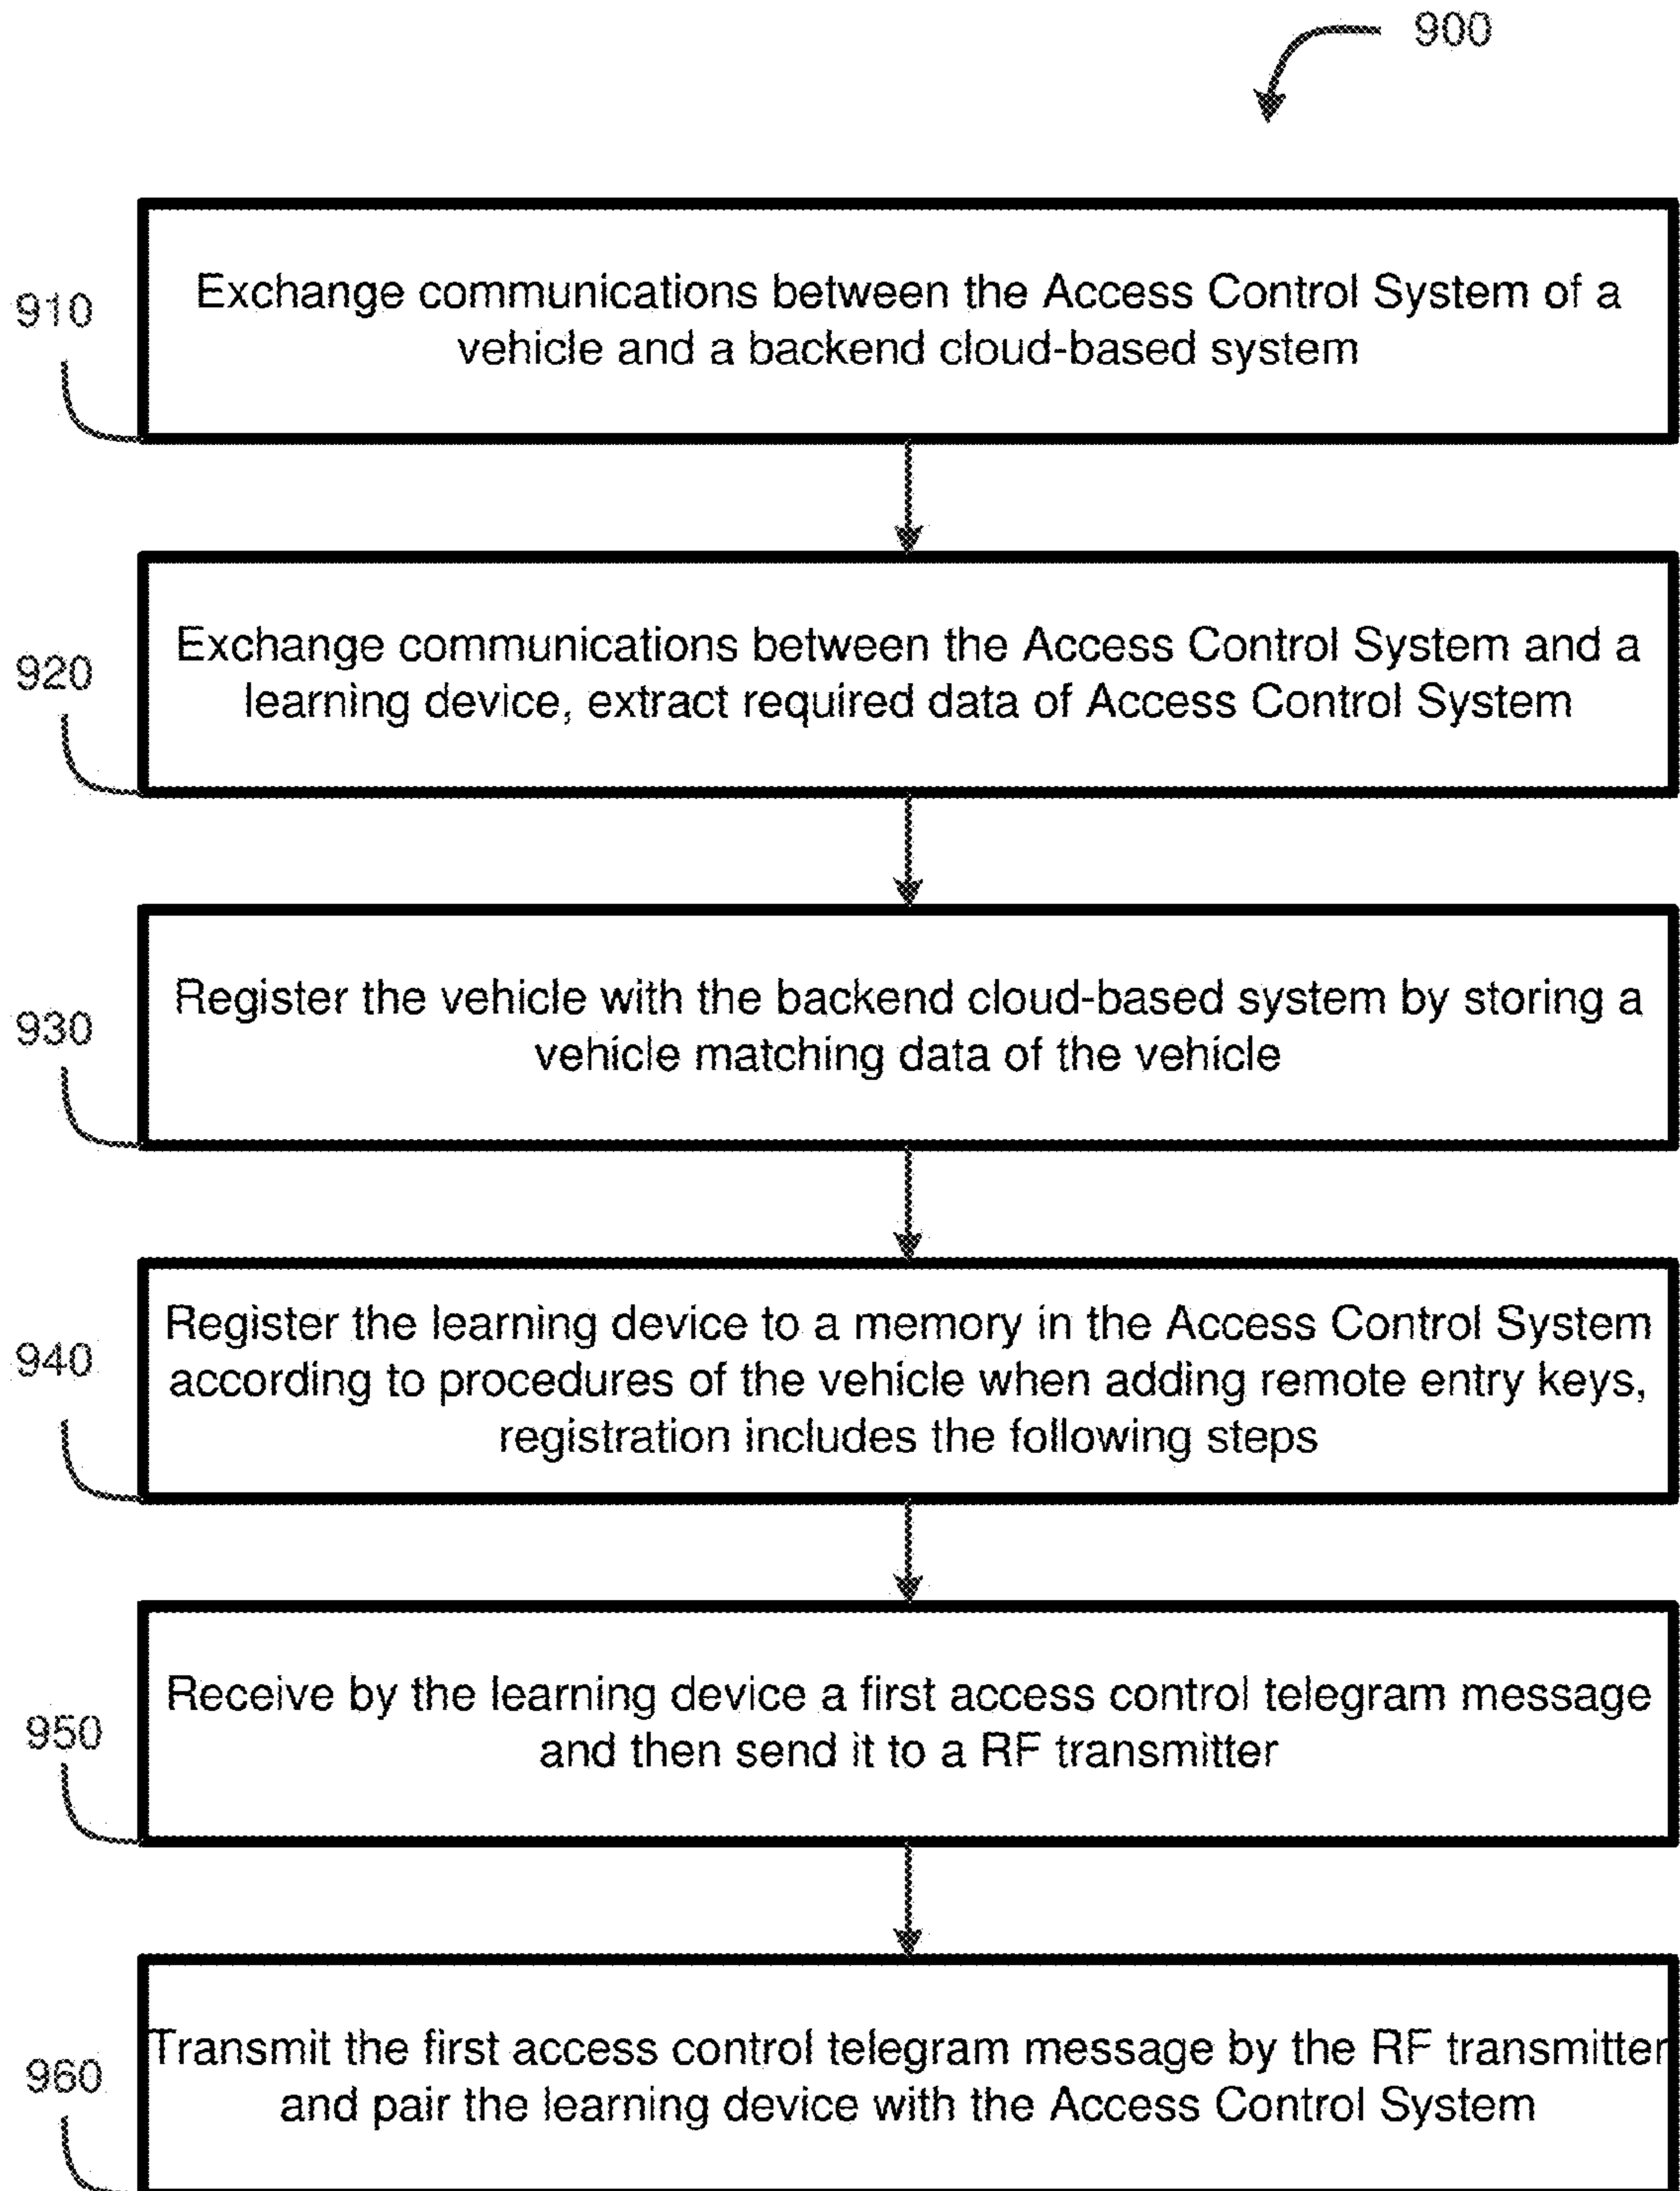 900
910
Exchange communications between the Access Control System of a
vehicle and a backend cloud-based system
920
Exchange communications between the Access Control System and a
learning device, extract required data of Access Control System
930
Register the vehicle with the backend cloud-based system by storing a
vehicle matching data of the vehicle
940
Register the learning device to a memory in the Access Control System
according to procedures of the vehicle when adding remote entry keys,
registration includes the following steps
950
Receive by the learning device a first access control telegram message
and then send it to a RF transmitter
960
Transmit the first access control telegram message by the RF transmitter
and pair the learning device with the Access Control System